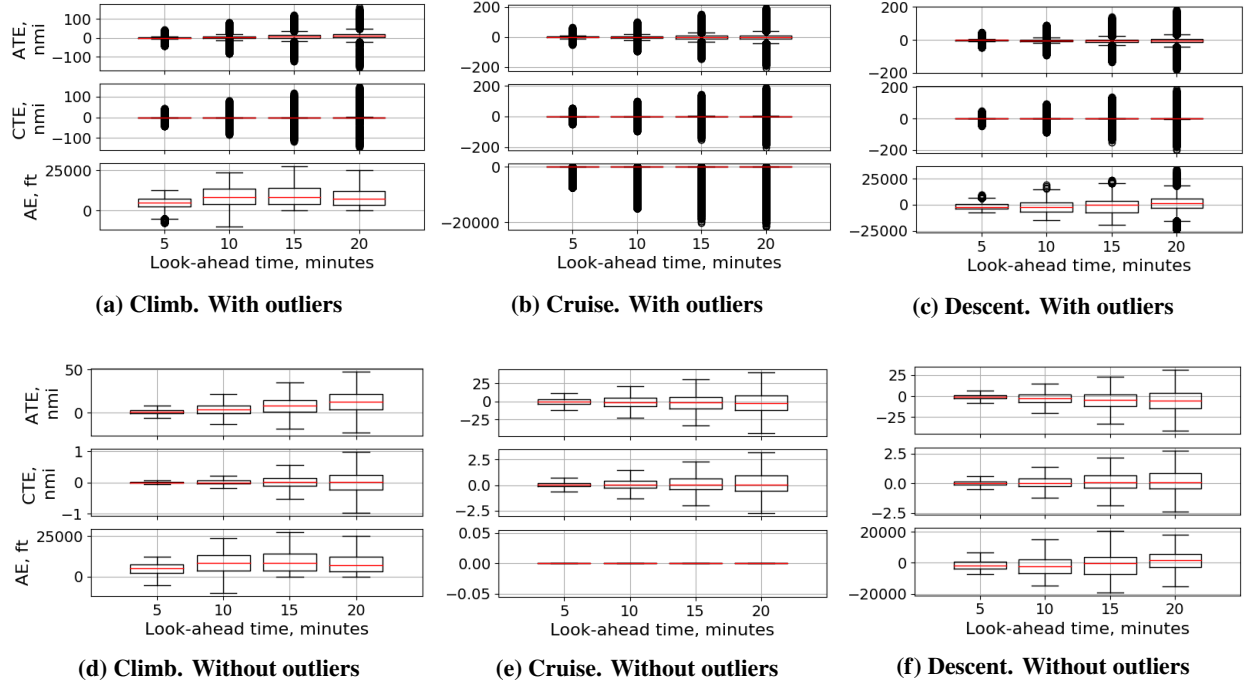 ATE,
nmi
100
0
−100
CTE,
nmi
100
0
−100
AE, ft
25000
0
5 10 15 20
Look-ahead time, minutes
(a) Climb. With outliers
200
0
−200
200
0
−200
0
−20000
5 10 15 20
Look-ahead time, minutes
(b) Cruise. With outliers
200
0
−200
200
0
−200
25000
0
−25000
5 10 15 20
Look-ahead time, minutes
(c) Descent. With outliers
ATE,
nmi
50
0
CTE,
nmi
1
0
−1
AE, ft
25000
0
5 10 15 20
Look-ahead time, minutes
(d) Climb. Without outliers
25
0
−25
2.5
0.0
−2.5
0.05
0.00
−0.05
5 10 15 20
Look-ahead time, minutes
(e) Cruise. Without outliers
25
0
−25
2.5
0.0
−2.5
20000
0
−20000
5 10 15 20
Look-ahead time, minutes
(f) Descent. Without outliers